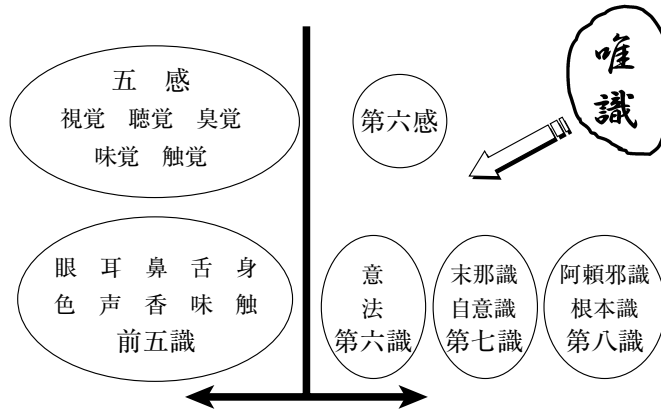 五 感
視覚 聴覚 臭覚
味覚 触覚
第六感
唯識
眼 耳 鼻 舌 身
色 声 香 味 触
前五識
意
法
第六識
末那識
自意識
第七識
阿頼邪識
根本識
第八識